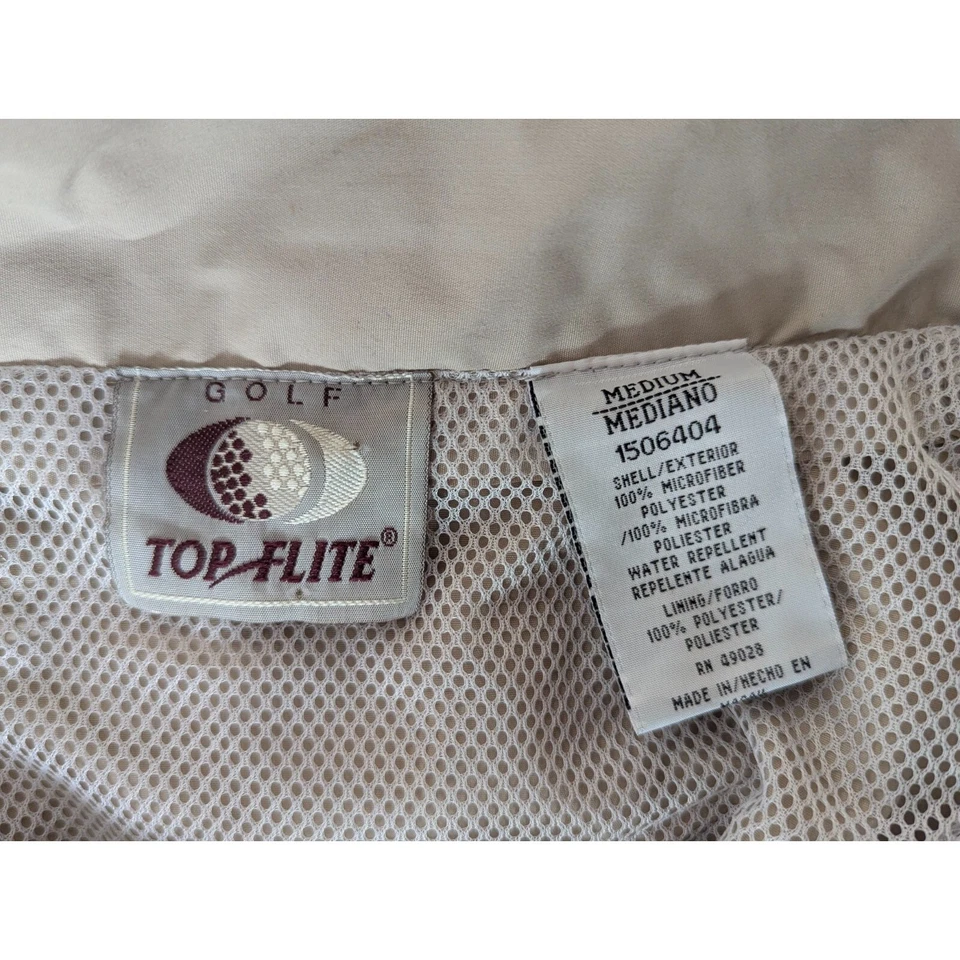 GOLF
TOP FLITE®
MEDIUM
MEDIANO
1506404
SHELL/EXTERIOR
100% MICROFIBER
POLYESTER
/100% MICROFIBRA
POLIESTER
WATER REPELLENT
REPELENTE ALAGUA
LINING/FORRO
100% POLYESTER/
POLIESTER
RN 49028
MADE IN/HECHO EN